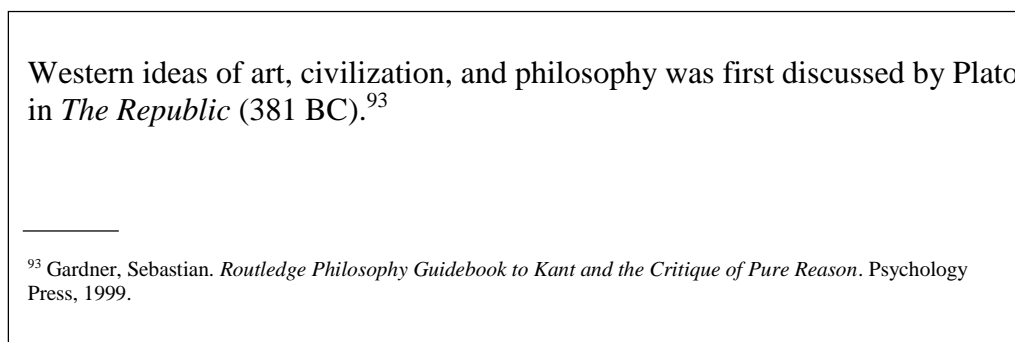 Western ideas of art, civilization, and philosophy was first discussed by Plato
in The Republic (381 BC).93
93 Gardner, Sebastian. Routledge Philosophy Guidebook to Kant and the Critique of Pure Reason. Psychology
Press, 1999.